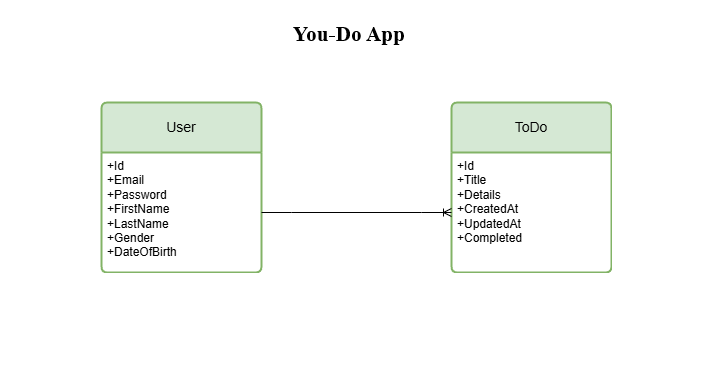 You-Do App
User
+Id
+Email
+Password
+FirstName
+LastName
+Gender
+DateOfBirth
ToDo
+Id
+Title
+Details
+CreatedAt
+UpdatedAt
+Completed